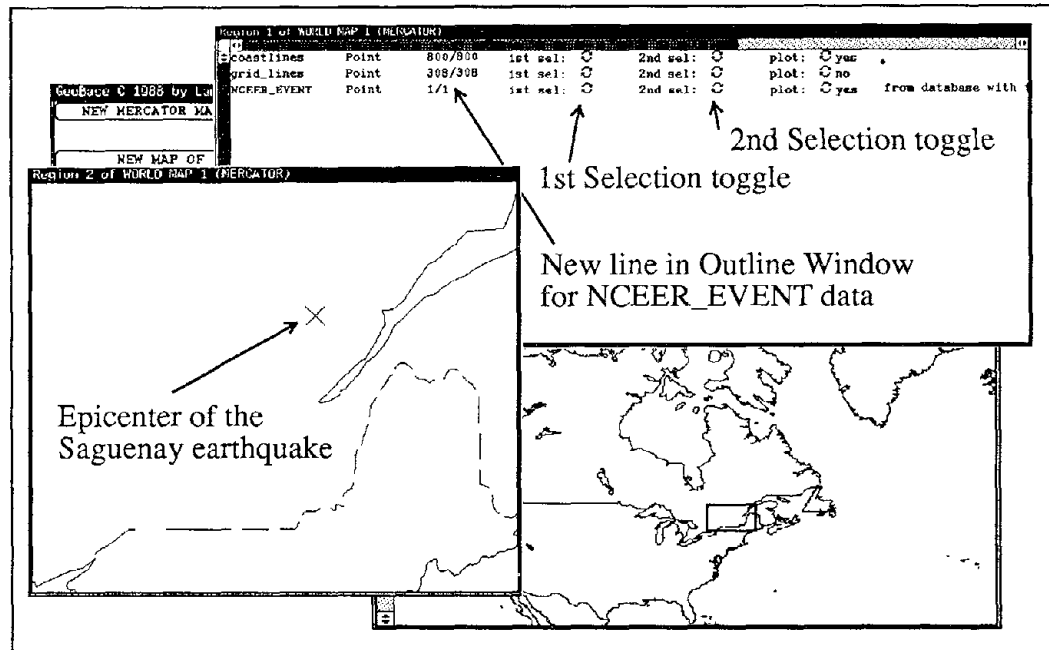 Region 1 of WORLD MAP 1 (MERCATOR)
coastlines Point 800/800 1st sel: 2nd sel: plot: yes
grid_lines Point 308/308 1st sel: 2nd sel: plot: no
NCEER_EVENT Point 1/1 1st sel: 2nd sel: plot: yes from database with
GeoBase © 1988 by
NEW MERCATOR
NEW MAP OF
2nd Selection toggle
1st Selection toggle
Region 2 of WORLD MAP 1 (MERCATOR)
New line in Outline Window
for NCEER_EVENT data
Epicenter of the
Saguenay earthquake